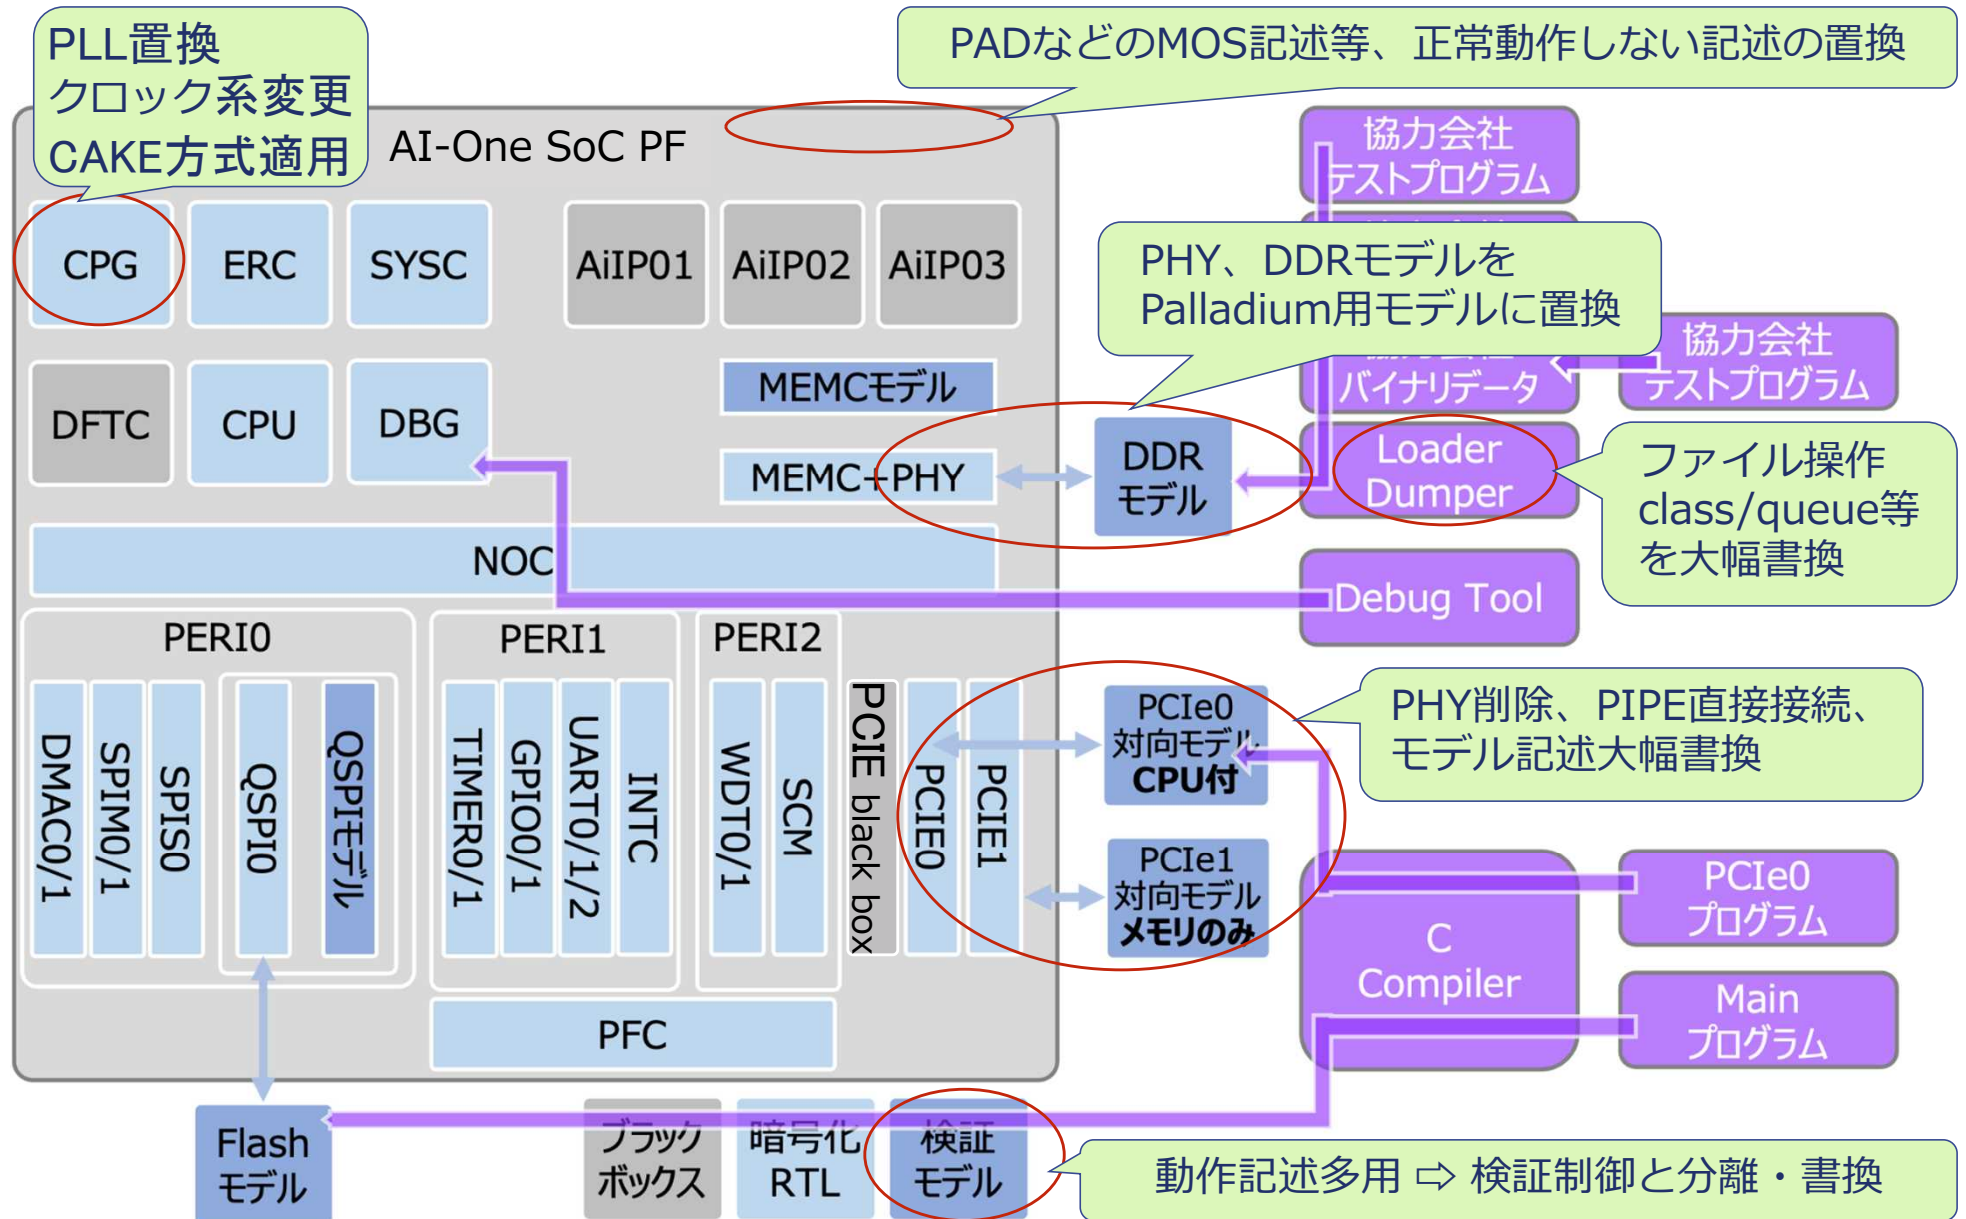 PLL置換
クロック系変更
CAKE方式適用
PADなどのMOS記述等、正常動作しない記述の置換
AI-One SoC PF
協力会社
テストプログラム
CPG
ERC
SYSC
AiIP01
AiIP02
AiIP03
PHY、DDRモデルを
Palladium用モデルに置換
バイナリデータ
協力会社
テストプログラム
DFTC
CPU
DBG
MEMCモデル
MEMC+PHY
DDR
モデル
Loader
Dumper
ファイル操作
class/queue等
を大幅書換
NOC
Debug Tool
PERI0
PERI1
PERI2
DMAC0/1
SPIM0/1
SPIS0
QSPI0
QSPIモデル
TIMER0/1
GPIO0/1
UART0/1/2
INTC
WDT0/1
SCM
PCIE black box
PCIE0
PCIE1
PCIe0
対向モデル
CPU付
PHY削除、PIPE直接接続、
モデル記述大幅書換
PCIe1
対向モデル
メモリのみ
C
Compiler
PCIe0
プログラム
Main
プログラム
PFC
Flash
モデル
ブラック
ボックス
暗号化
RTL
検証
モデル
動作記述多用 ⇨ 検証制御と分離・書換